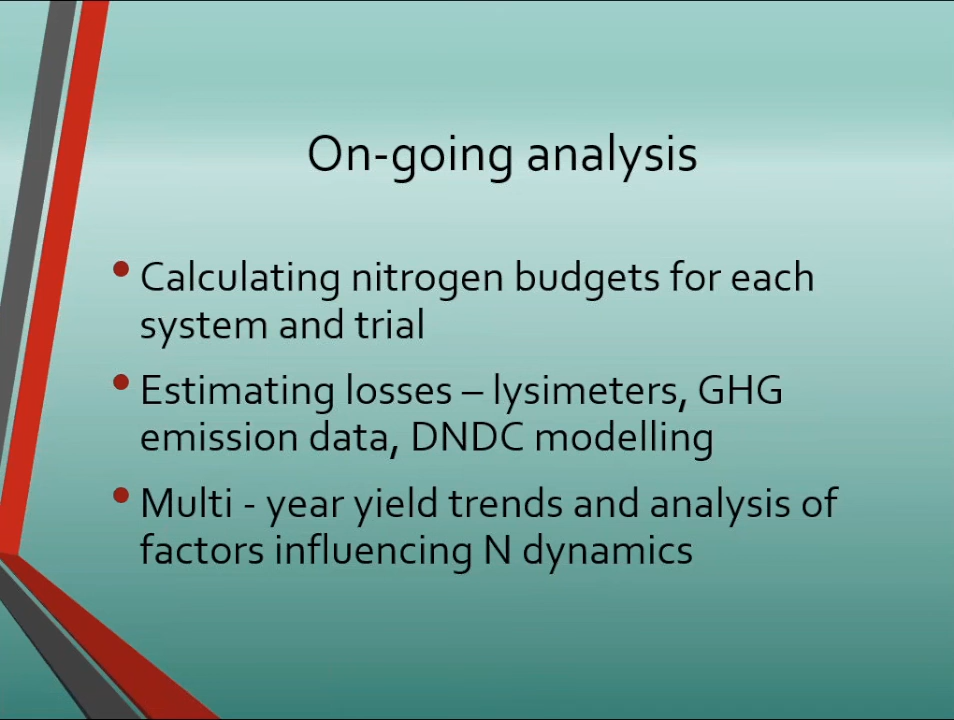 On-going analysis
• Calculating nitrogen budgets for each
system and trial
• Estimating losses – lysimeters, GHG
emission data, DNDC modelling
• Multi - year yield trends and analysis of
factors influencing N dynamics